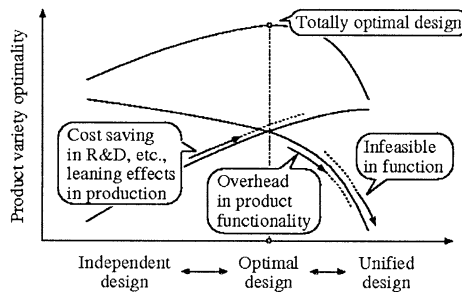 Product variety optimality
Totally optimal design
Cost saving
in R&D, etc.,
leaning effects
in production
Overhead
in product
functionality
Infeasible
in function
Independent
design
Optimal
design
Unified
design